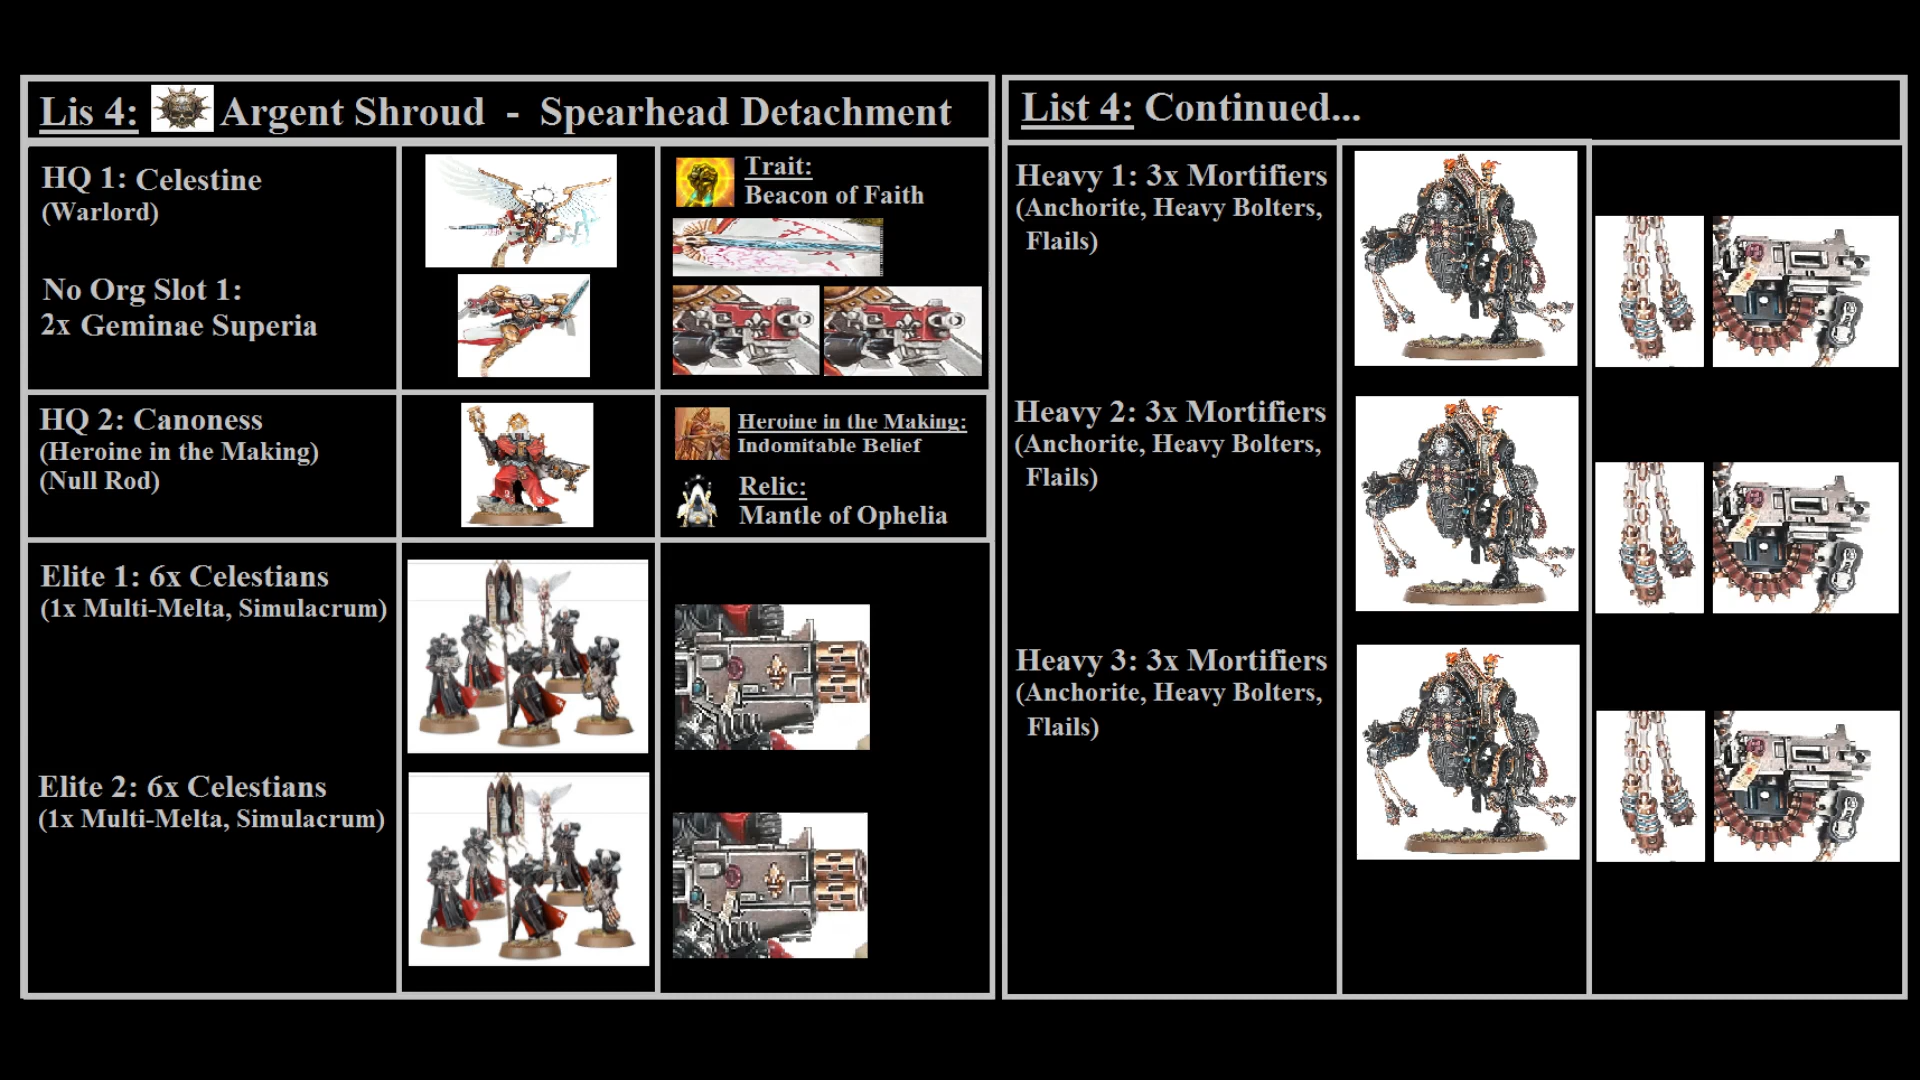 Lis 4: Argent Shroud - Spearhead Detachment
HQ 1: Celestine
(Warlord)
No Org Slot 1:
2x Geminae Superia
Trait:
Beacon of Faith
HQ 2: Canoness
(Heroine in the Making)
(Null Rod)
Heroine in the Making:
Indomitable Belief
Relic:
Mantle of Ophelia
Elite 1: 6x Celestians
(1x Multi-Melta, Simulacrum)
Elite 2: 6x Celestians
(1x Multi-Melta, Simulacrum)
List 4: Continued...
Heavy 1: 3x Mortifiers
(Anchorite, Heavy Bolters,
Flails)
Heavy 2: 3x Mortifiers
(Anchorite, Heavy Bolters,
Flails)
Heavy 3: 3x Mortifiers
(Anchorite, Heavy Bolters,
Flails)